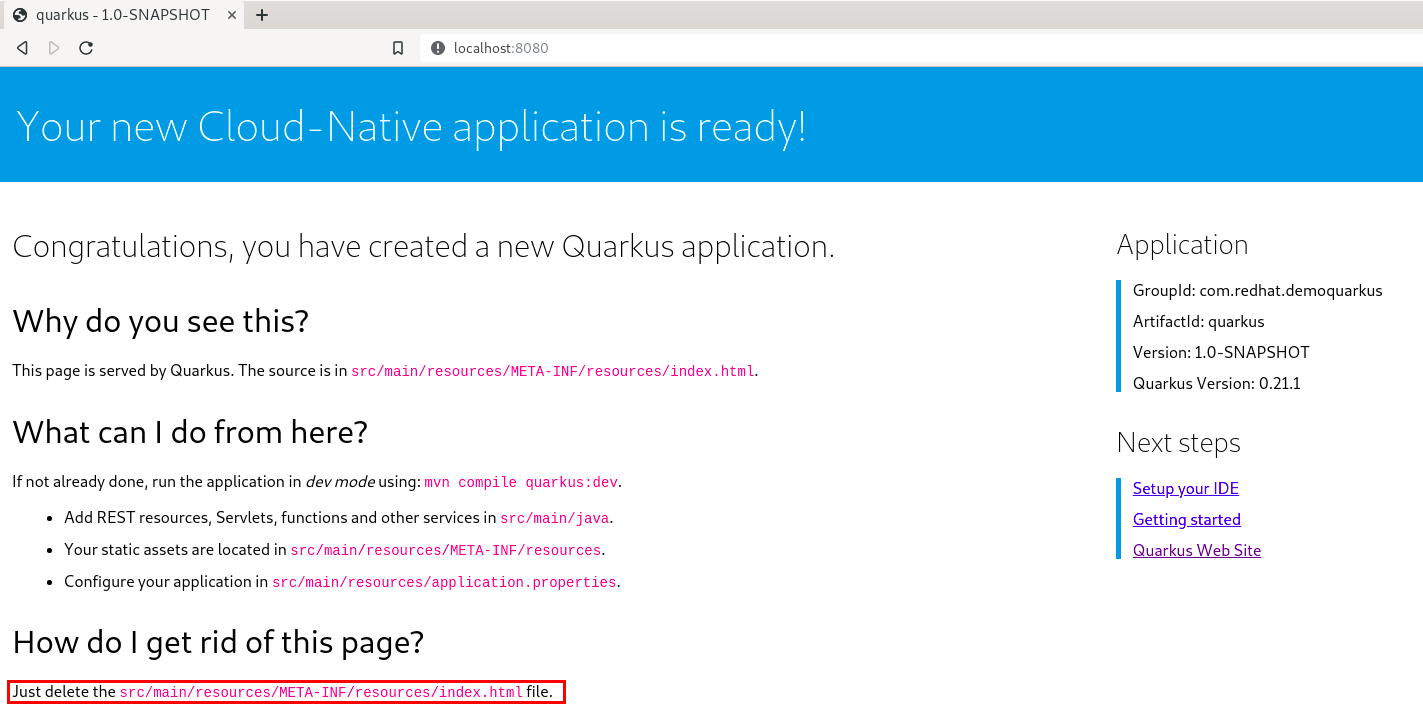 quarkus - 1.0-SNAPSHOT
localhost:8080
Your new Cloud-Native application is ready!
Congratulations, you have created a new Quarkus application.
Why do you see this?
This page is served by Quarkus. The source is in src/main/resources/META-INF/resources/index.html.
What can I do from here?
If not already done, run the application in dev mode using: mvn compile quarkus:dev.
• Add REST resources, Servlets, functions and other services in src/main/java.
• Your static assets are located in src/main/resources/META-INF/resources.
• Configure your application in src/main/resources/application.properties.
How do I get rid of this page?
Just delete the src/main/resources/META-INF/resources/index.html file.
Application
GroupId: com.redhat.demoquarkus
ArtifactId: quarkus
Version: 1.0-SNAPSHOT
Quarkus Version: 0.21.1
Next steps
Setup your IDE
Getting started
Quarkus Web Site